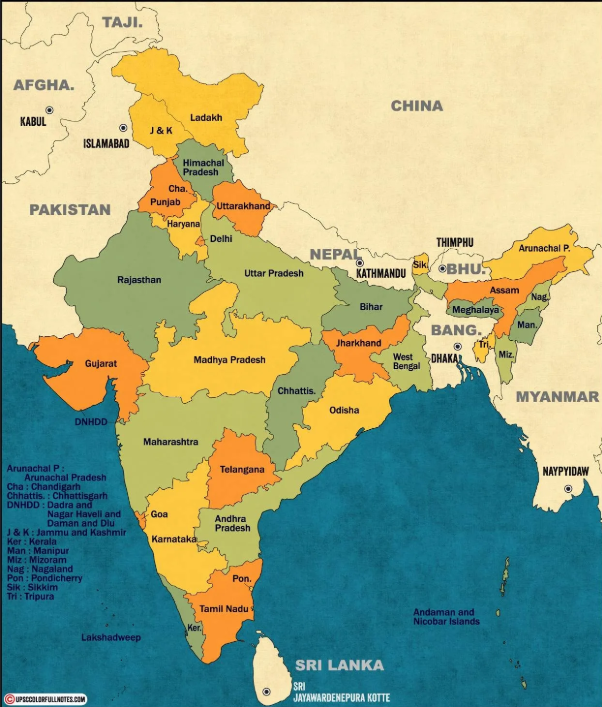 TAJI.
AFGHA.
KABUL
ISLAMABAD
CHINA
PAKISTAN
Ladakh
J & K
Himachal
Pradesh
Cha.
Punjab
Uttarakhand
Haryana
Delhi
NEPAL
KATHMANDU
THIMPHU
BHU.
Sik.
Arunachal P.
Rajasthan
Uttar Pradesh
Bihar
Assam
Nag.
Meghalaya
Man.
BANG.
DHAKA
Tri.
Miz.
MYANMAR
NAYPYIDAW
Gujarat
Madhya Pradesh
Jharkhand
West
Bengal
Chhattis.
Odisha
DNHDD
Maharashtra
Telangana
Goa
Karnataka
Andhra
Pradesh
Pon.
Tamil Nadu
Ker.
Lakshadweep
Andaman and
Nicobar Islands
SRI LANKA
SRI
JAYAWARDENEPURA KOTTE
Arunachal P :
Arunachal Pradesh
Cha : Chandigarh
Chhattis. : Chhattisgarh
DNHDD : Dadra and
Nagar Haveli and
Daman and Diu
J & K : Jammu and Kashmir
Ker : Kerala
Man : Manipur
Miz : Mizoram
Nag : Nagaland
Pon : Pondicherry
Sik : Sikkim
Tri : Tripura
© UPSCCOLORFULLNOTES.COM